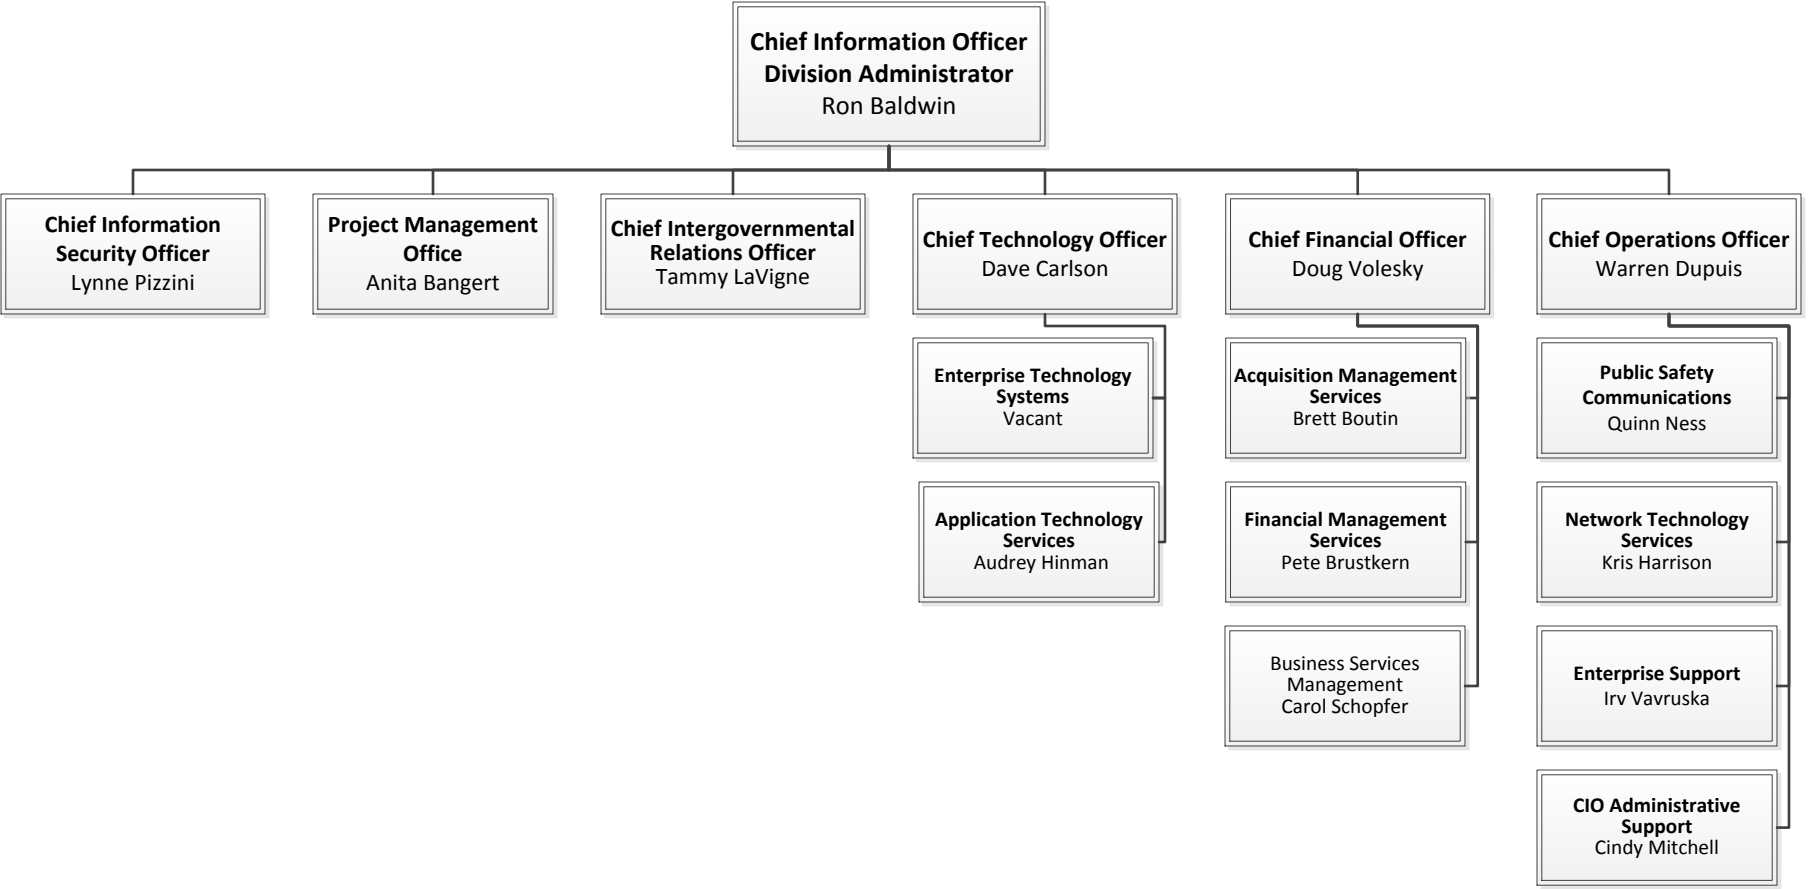 Chief Information Officer
Division Administrator
Ron Baldwin
Chief Information
Security Officer
Lynne Pizzini
Project Management
Office
Anita Bangert
Chief Intergovernmental
Relations Officer
Tammy LaVigne
Chief Technology Officer
Dave Carlson
Chief Financial Officer
Doug Volesky
Chief Operations Officer
Warren Dupuis
Enterprise Technology
Systems
Vacant
Application Technology
Services
Audrey Hinman
Acquisition Management
Services
Brett Boutin
Financial Management
Services
Pete Brustkern
Business Services
Management
Carol Schopfer
Public Safety
Communications
Quinn Ness
Network Technology
Services
Kris Harrison
Enterprise Support
Irv Vavruska
CIO Administrative
Support
Cindy Mitchell